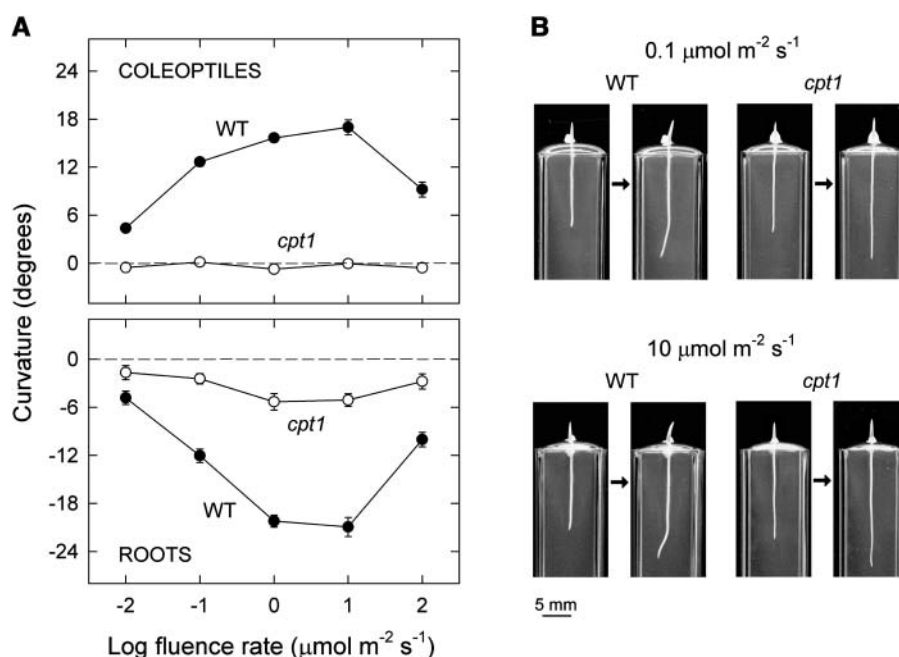 A
COLEOPTILES
24
18
12
6
0
WT
cpt1
0
-6
-12
-18
-24
cpt1
WT
ROOTS
Curvature (degrees)
-2 -1 0 1 2
Log fluence rate (μmol m⁻² s⁻¹)
B
0.1 μmol m⁻² s⁻¹
WT cpt1
10 μmol m⁻² s⁻¹
WT cpt1
5 mm